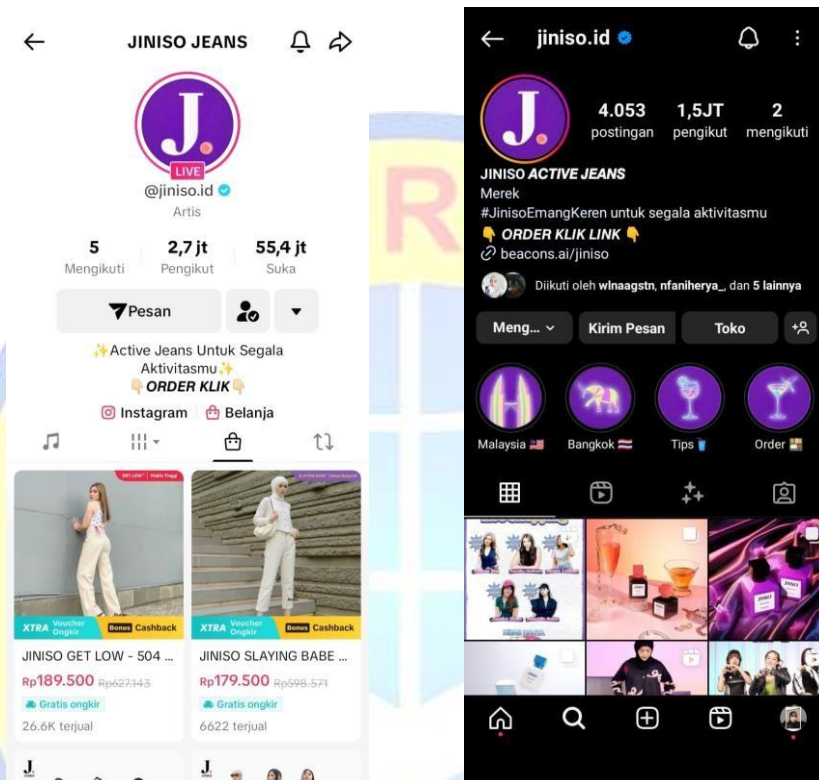 JINISO JEANS
J.
LIVE
@jiniso.id
Artis
5 2,7 jt 55,4 jt
Mengikuti Pengikut Suka
Pesan
✨Active Jeans Untuk Segala
Aktivitasmu✨
👇🏻ORDER KLIK👇🏻
Instagram Belanja
GET LOW
XTRA Voucher Ongkir Bonus Cashback
JINISO GET LOW - 504 ...
Rp189.500 Rp627.143
Gratis ongkir
26.6K terjual
XTRA Voucher Ongkir Bonus Cashback
JINISO SLAYING BABE ...
Rp179.500 Rp598.571
Gratis ongkir
6622 terjual
J.
J.
R
jiniso.id
J.
4.053 1,5JT 2
postingan pengikut mengikuti
JINISO ACTIVE JEANS
Merek
#JinisoEmangKeren untuk segala aktivitasmu
👇 ORDER KLIK LINK 👇
beacons.ai/jiniso
Diikuti oleh wlnaagstn, nfaniherya_, dan 5 lainnya
Meng... Kirim Pesan Toko
Malaysia 🇲🇾 Bangkok 🇹🇭 Tips Order